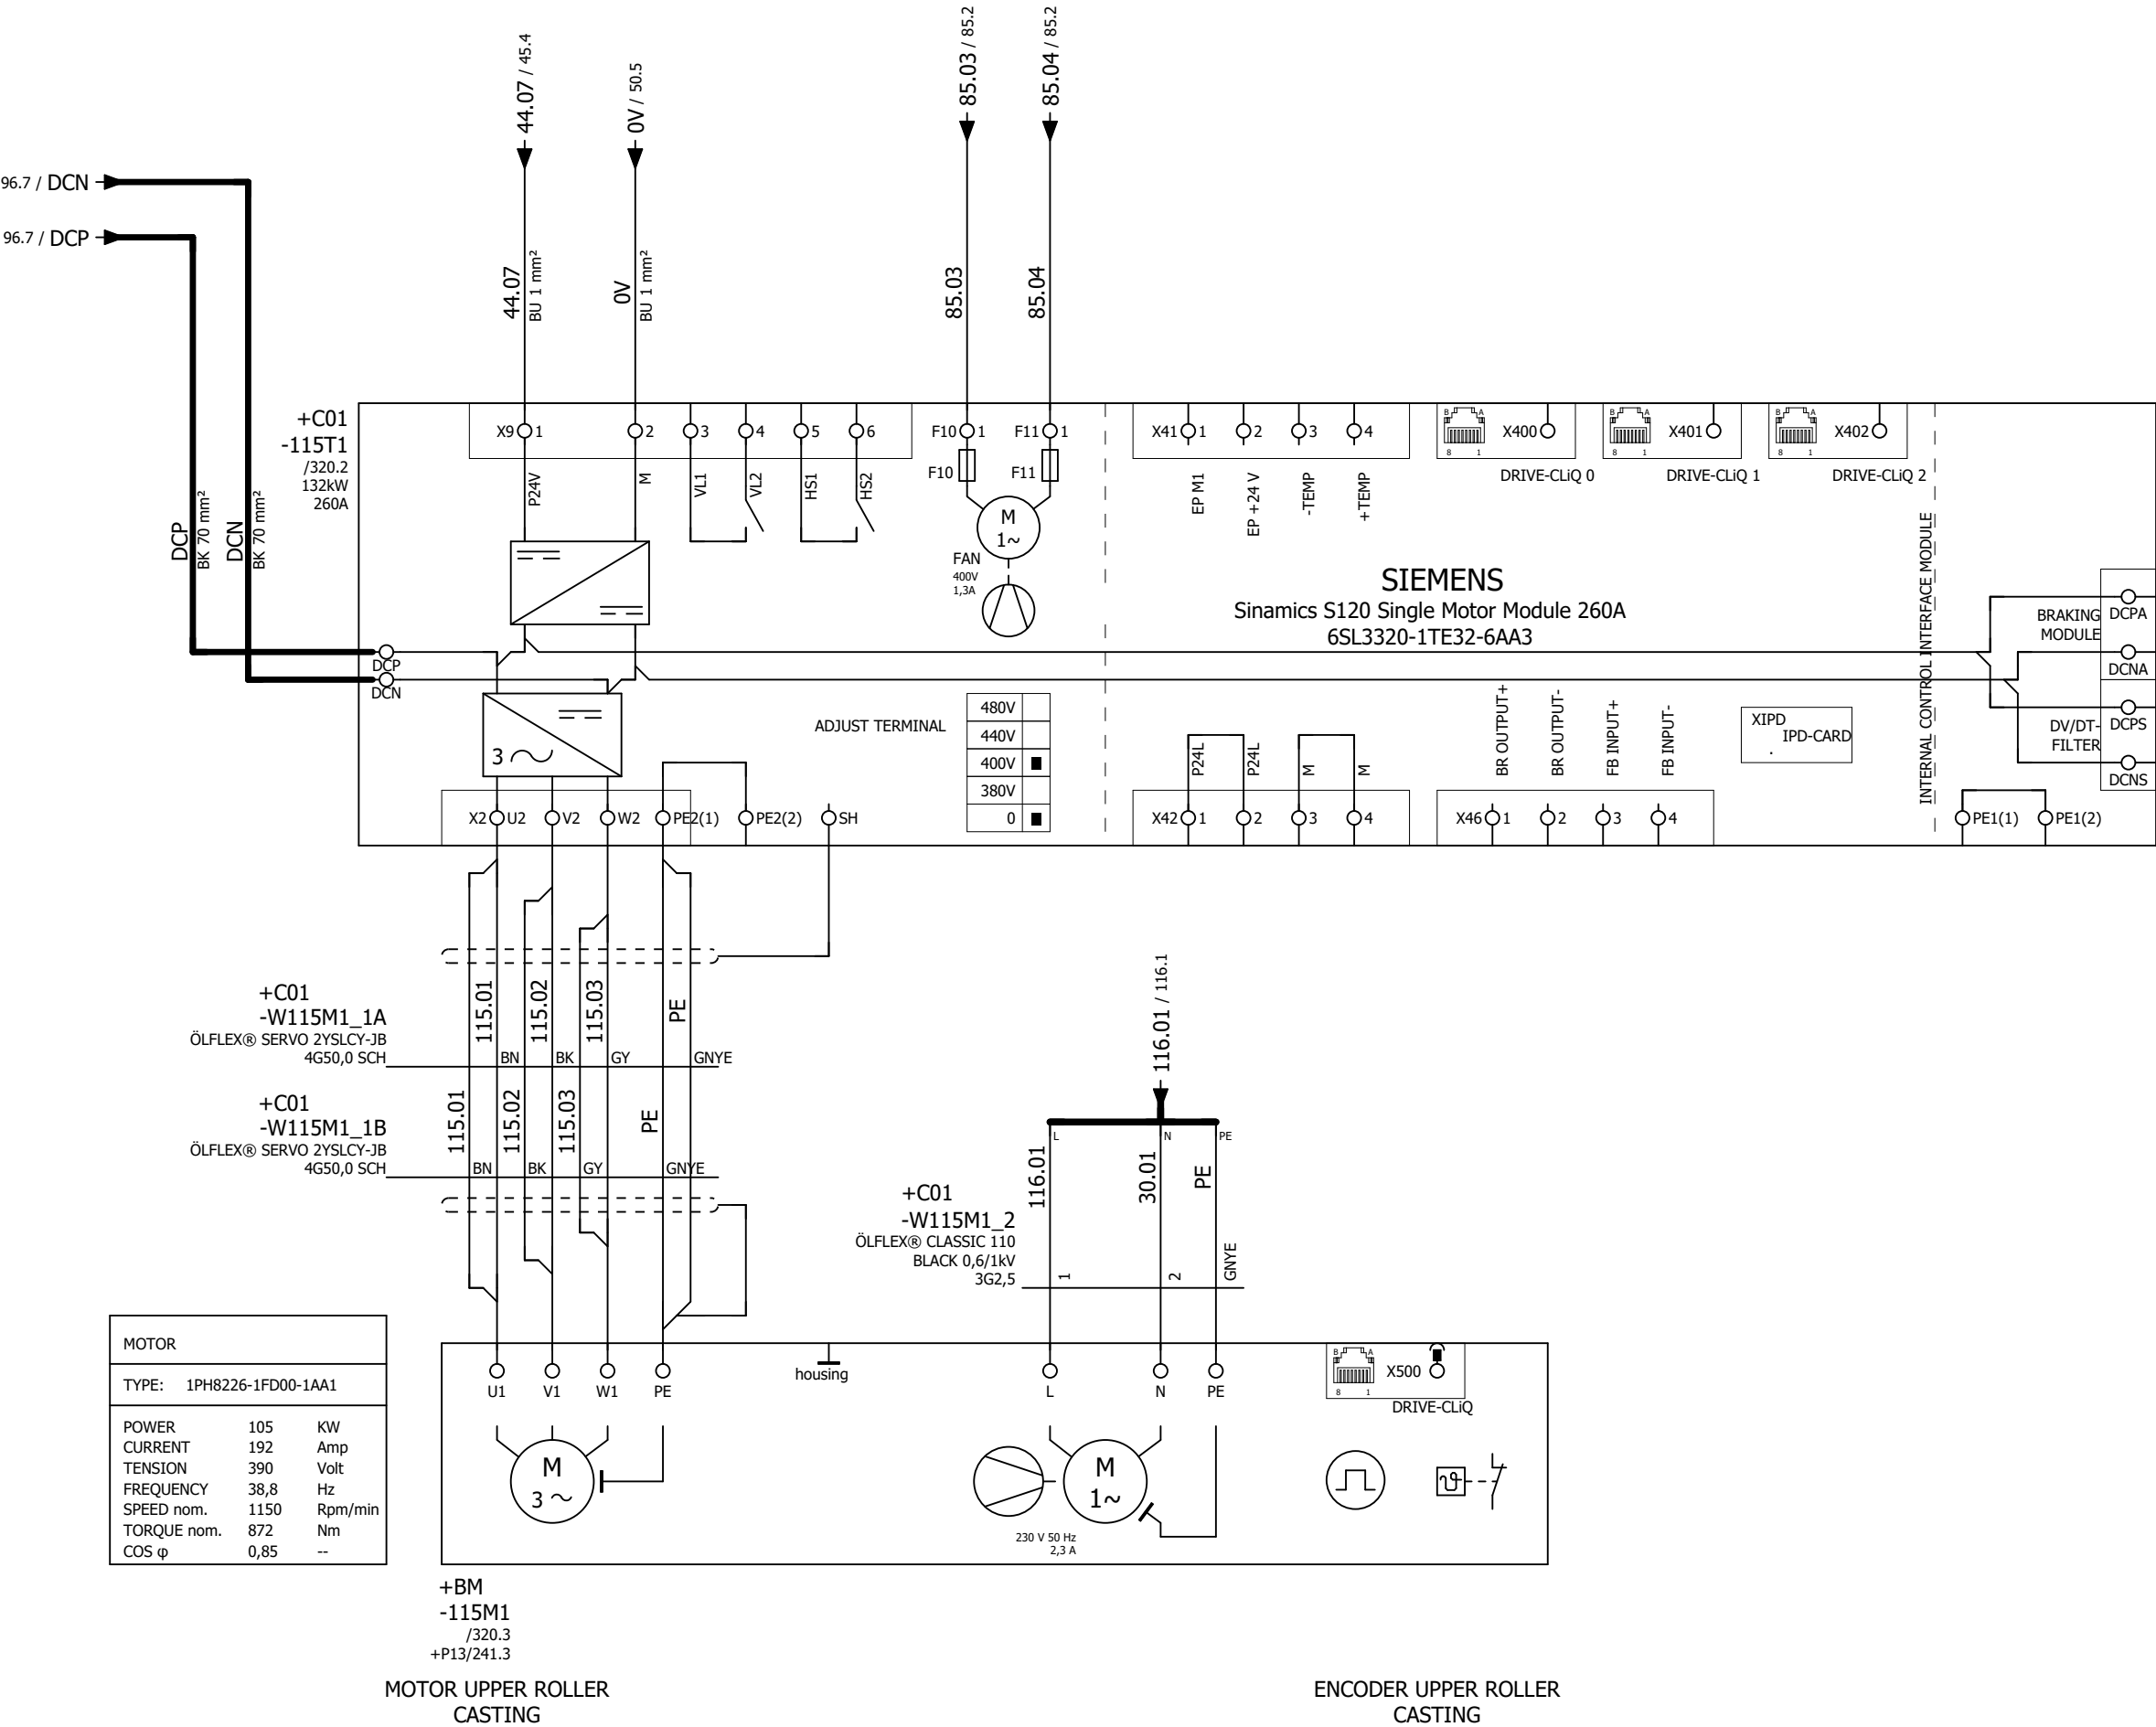 44.07 / 45.4
0V / 50.5
85.03 / 85.2
85.04 / 85.2
96.7 / DCN
96.7 / DCP
44.07
BU 1 mm²
0V
BU 1 mm²
85.03
85.04
DCP
BK 70 mm²
DCN
BK 70 mm²
+C01
-115T1
/320.2
132kW
260A
X9 1 2 3 4 5 6
F10 1 F11 1
X41 1 2 3 4
B A
8 1
X400
B A
8 1
X401
B A
8 1
X402
DRIVE-CLiQ 0
DRIVE-CLiQ 1
DRIVE-CLiQ 2
P24V
M
VL1
VL2
HS1
HS2
F10
F11
M
1~
FAN
400V
1,3A
EP M1
EP +24 V
-TEMP
+TEMP
SIEMENS
Sinamics S120 Single Motor Module 260A
6SL3320-1TE32-6AA3
INTERNAL CONTROL INTERFACE MODULE
BRAKING
MODULE
DCPA
DCNA
DV/DT-
FILTER
DCPS
DCNS
DCP
DCN
3
ADJUST TERMINAL
480V
440V
400V
380V
0
P24L
P24L
M
M
BR OUTPUT+
BR OUTPUT-
FB INPUT+
FB INPUT-
XIPD
IPD-CARD
.
X2 U2 V2 W2 PE2(1) PE2(2) SH
X42 1 2 3 4
X46 1 2 3 4
PE1(1) PE1(2)
+C01
-W115M1_1A
ÖLFLEX® SERVO 2YSLCY-JB
4G50,0 SCH
115.01
115.02
115.03
PE
BN BK GY GNYE
+C01
-W115M1_1B
ÖLFLEX® SERVO 2YSLCY-JB
4G50,0 SCH
115.01
115.02
115.03
PE
BN BK GY GNYE
116.01 / 116.1
L N PE
116.01
30.01
PE
+C01
-W115M1_2
ÖLFLEX® CLASSIC 110
BLACK 0,6/1kV
3G2,5
1
2
GNYE
MOTOR
TYPE: 1PH8226-1FD00-1AA1
POWER 105 KW
CURRENT 192 Amp
TENSION 390 Volt
FREQUENCY 38,8 Hz
SPEED nom. 1150 Rpm/min
TORQUE nom. 872 Nm
COS φ 0,85 --
U1 V1 W1 PE
housing
L N PE
B A
8 1
X500
DRIVE-CLiQ
M
3
M
1~
230 V 50 Hz
2,3 A
ϑ
+BM
-115M1
/320.3
+P13/241.3
MOTOR UPPER ROLLER
CASTING
ENCODER UPPER ROLLER
CASTING